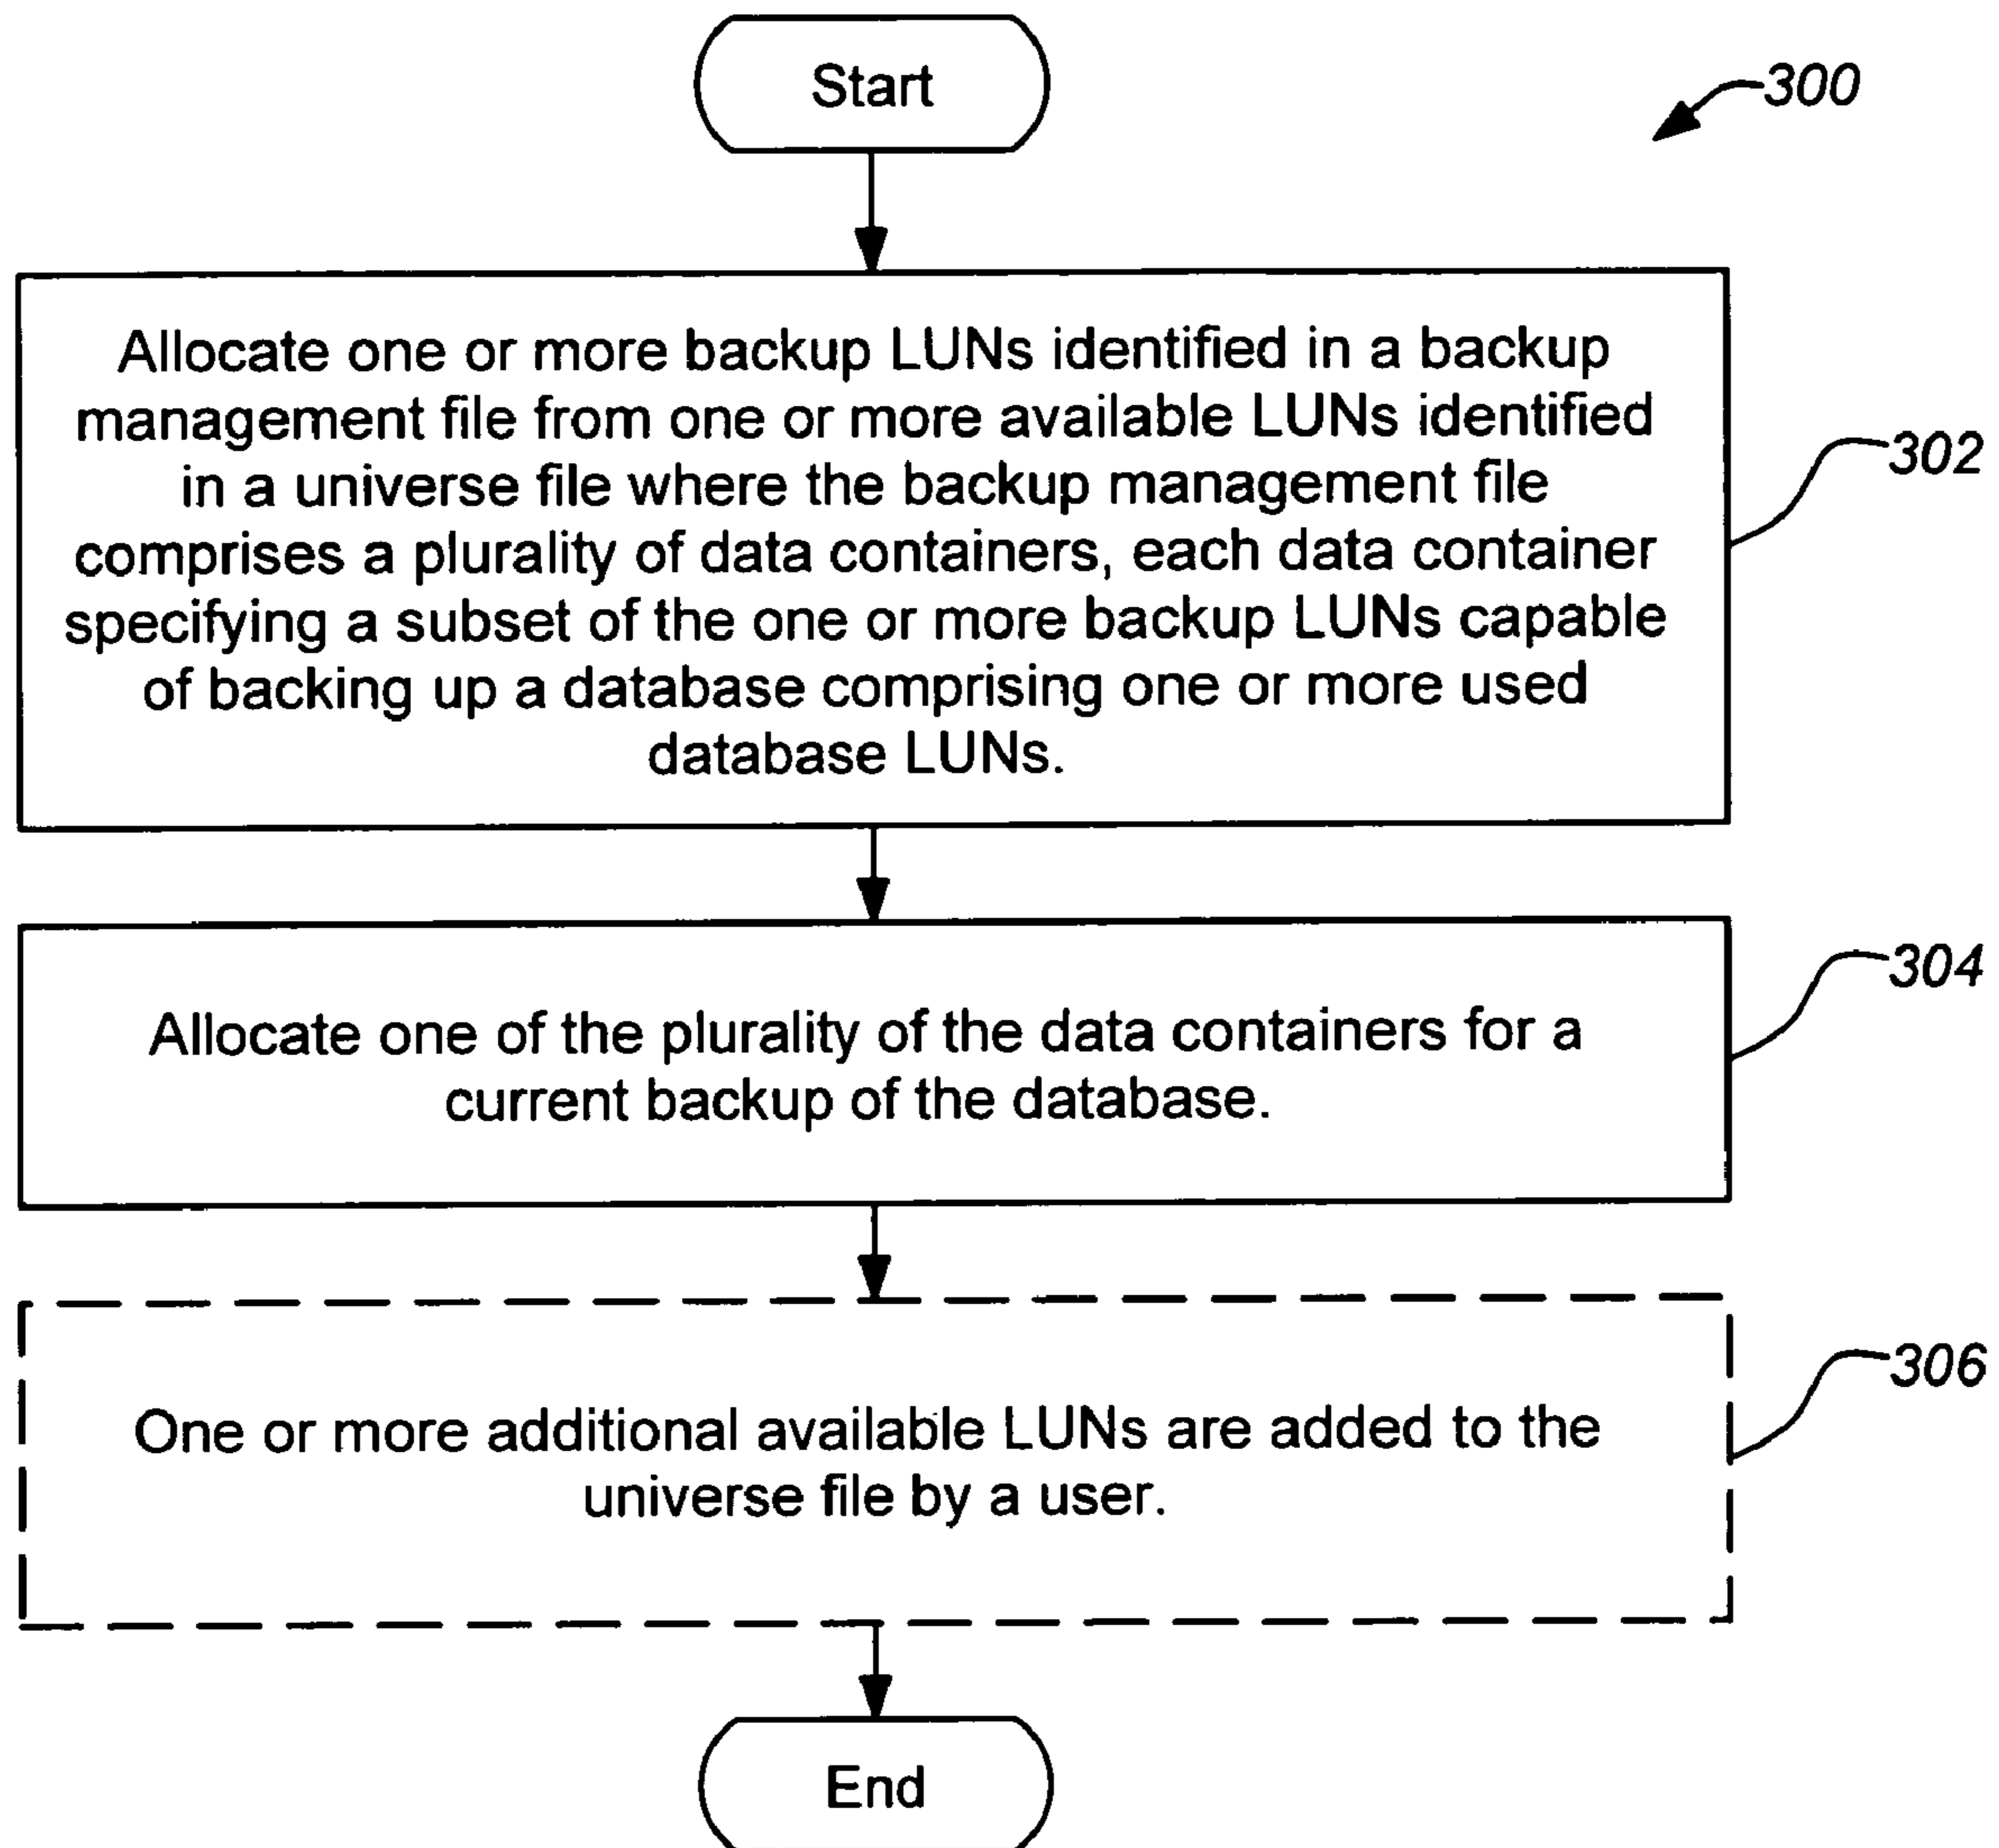 Start
300
Allocate one or more backup LUNs identified in a backup
management file from one or more available LUNs identified
in a universe file where the backup management file
comprises a plurality of data containers, each data container
specifying a subset of the one or more backup LUNs capable
of backing up a database comprising one or more used
database LUNs.
302
Allocate one of the plurality of the data containers for a
current backup of the database.
304
One or more additional available LUNs are added to the
universe file by a user.
306
End